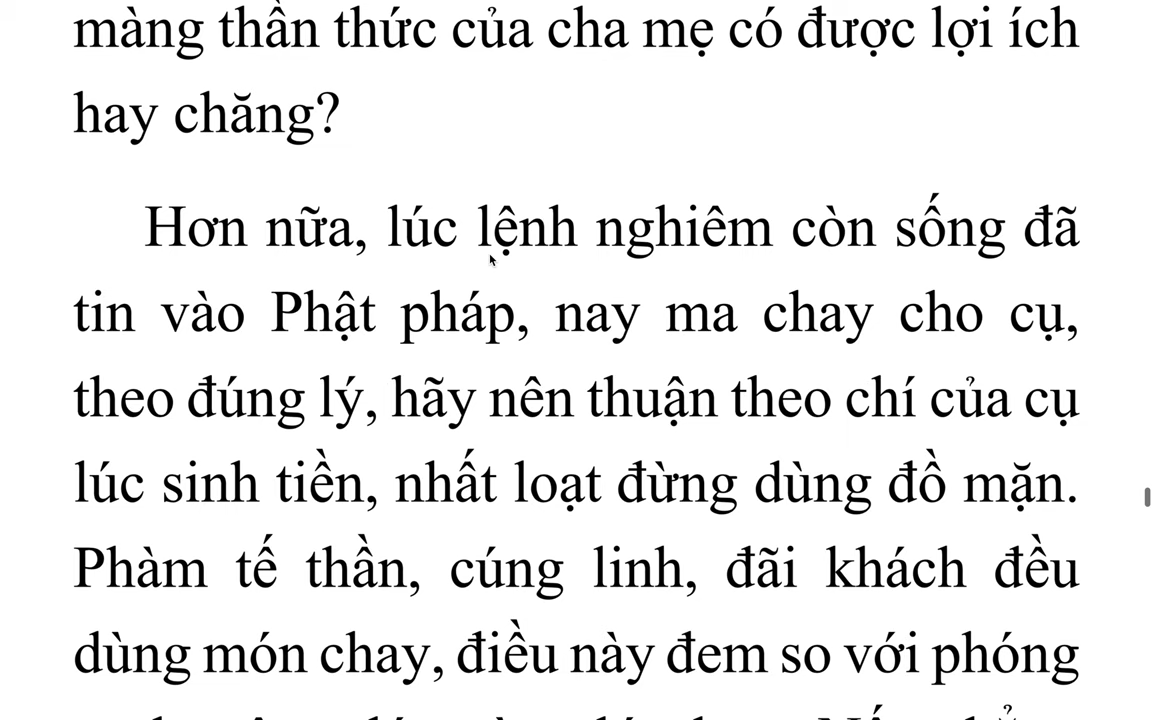 màng thần thức của cha mẹ có được lợi ích
hay chăng?
Hơn nữa, lúc lệnh nghiêm còn sống đã
tin vào Phật pháp, nay ma chay cho cụ,
theo đúng lý, hãy nên thuận theo chí của cụ
lúc sinh tiền, nhất loạt đừng dùng đồ mặn.
Phàm tế thần, cúng linh, đãi khách đều
dùng món chay, điều này đem so với phóng